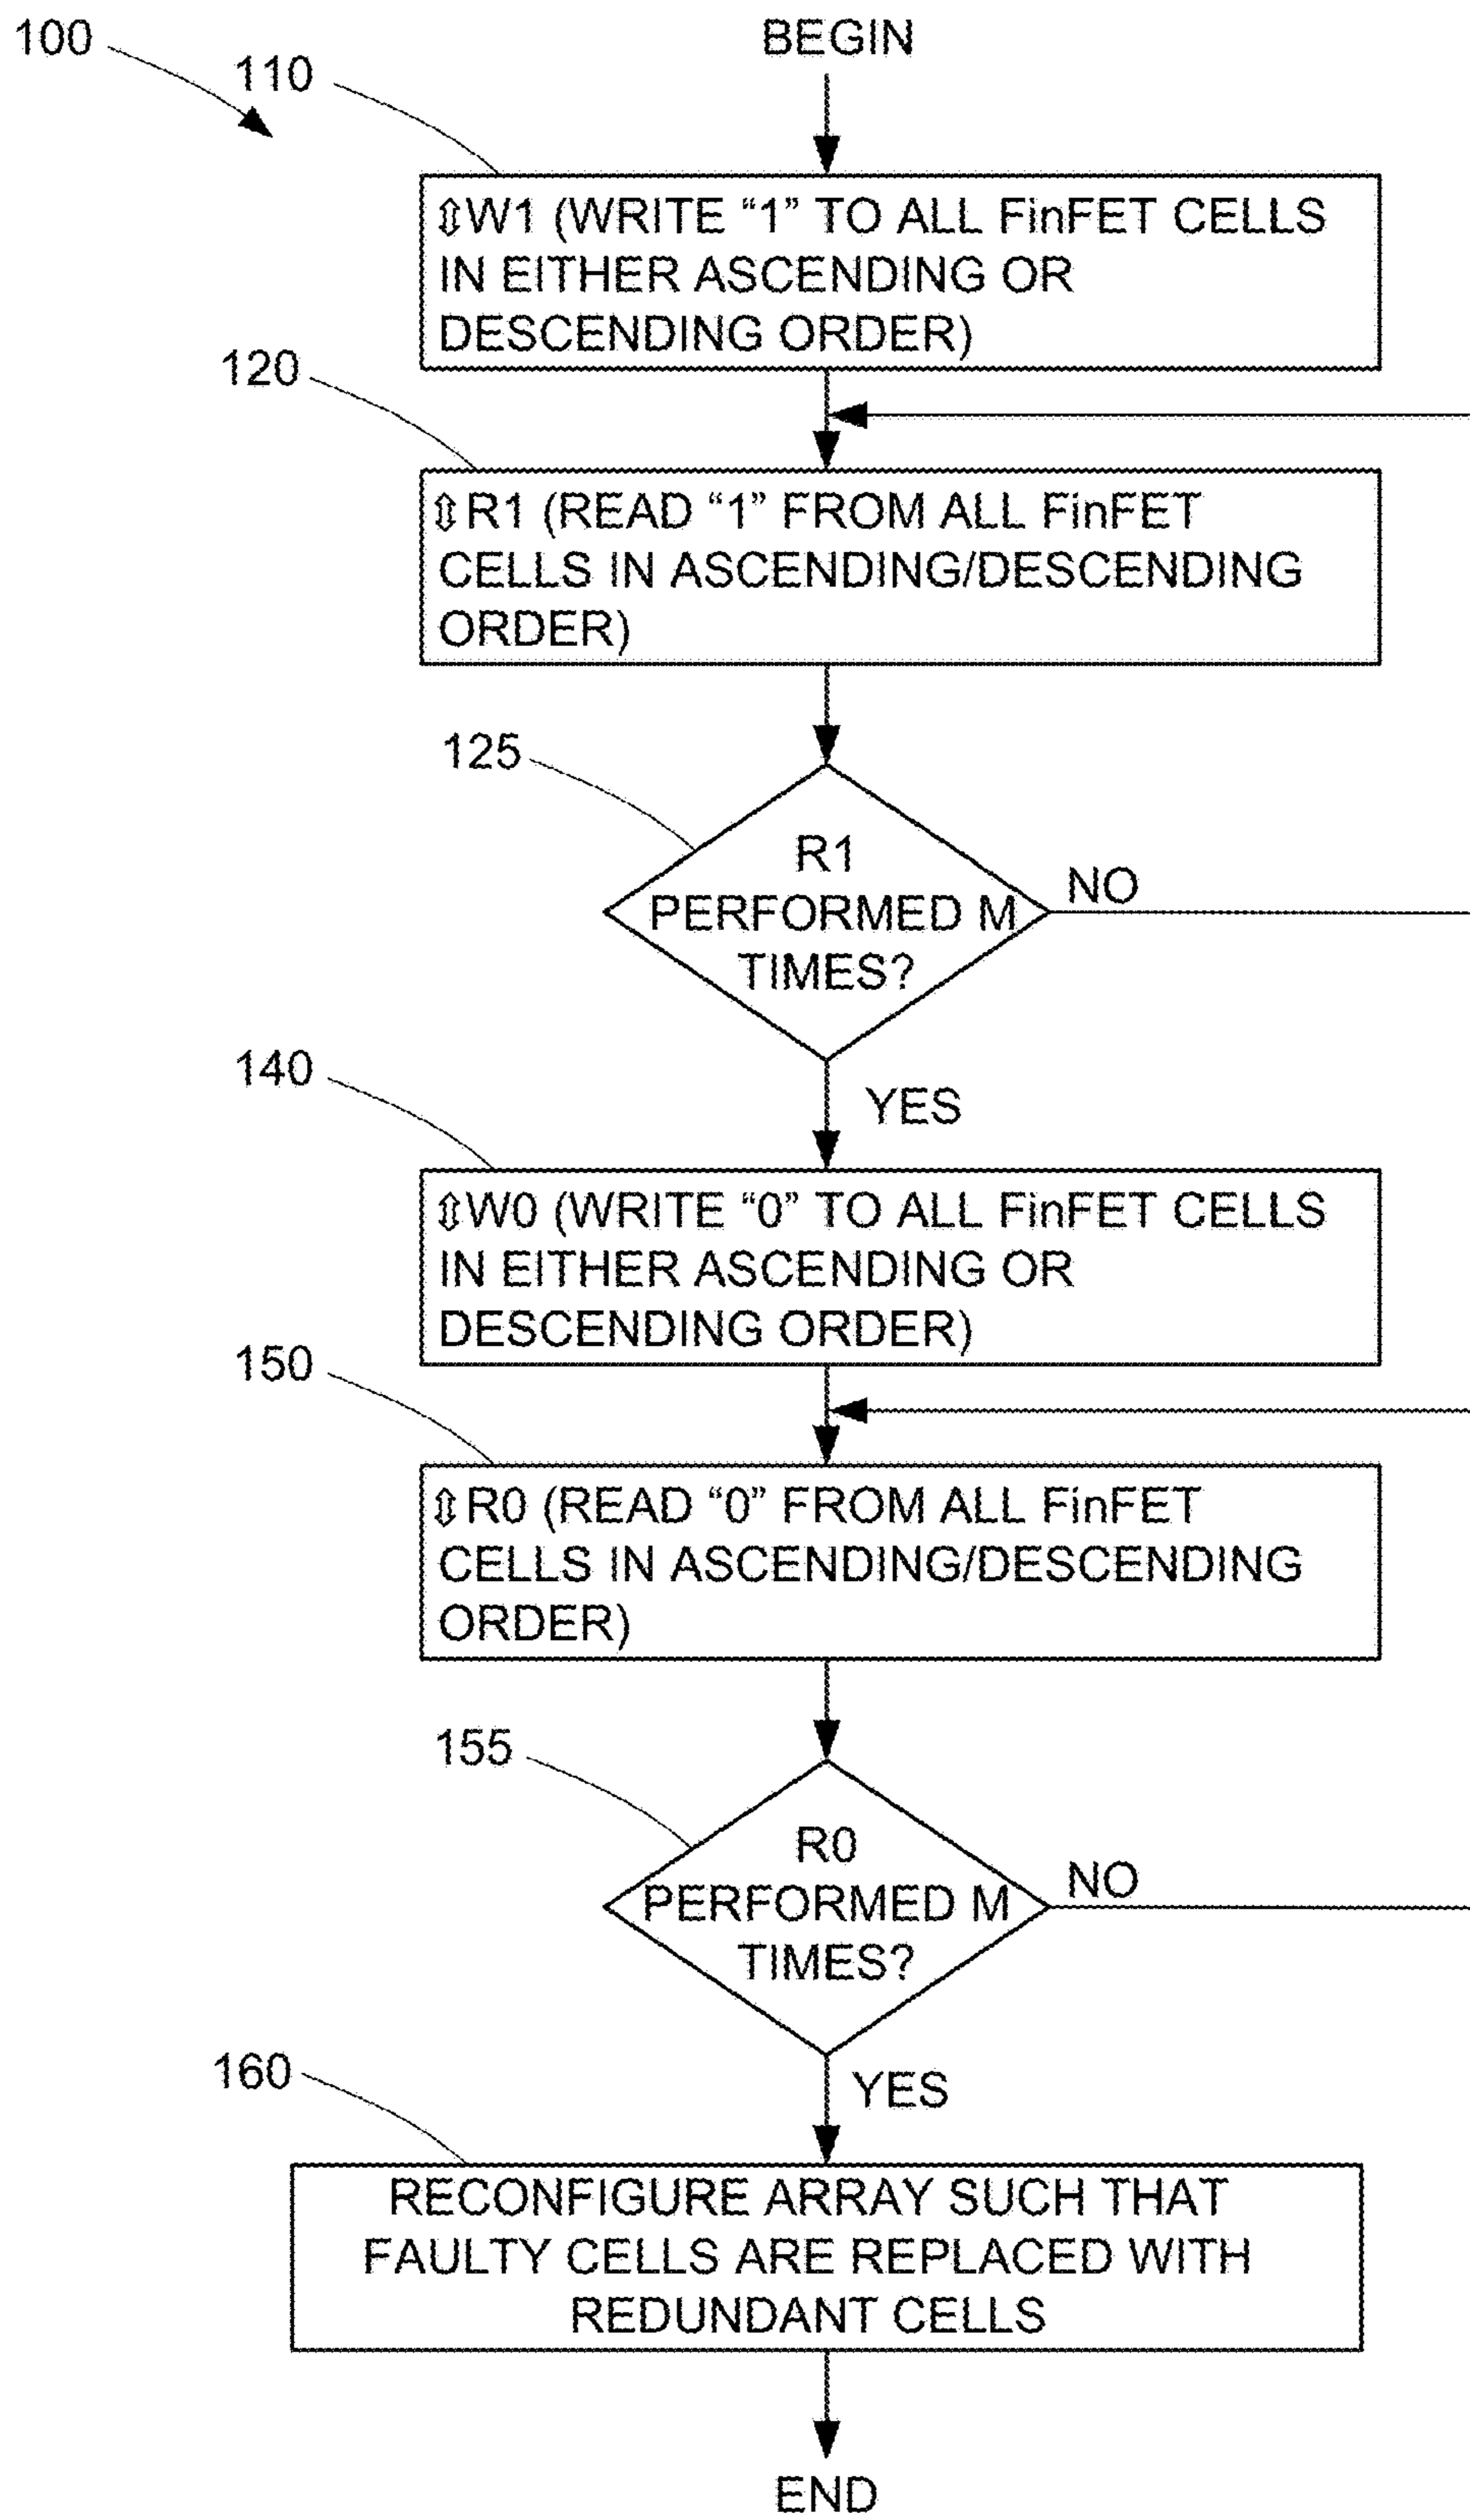 100
BEGIN
110
⇕W1 (WRITE “1” TO ALL FinFET CELLS
IN EITHER ASCENDING OR
DESCENDING ORDER)
120
⇕R1 (READ “1” FROM ALL FinFET
CELLS IN ASCENDING/DESCENDING
ORDER)
125
R1
PERFORMED M
TIMES?
NO
YES
140
⇕W0 (WRITE “0” TO ALL FinFET CELLS
IN EITHER ASCENDING OR
DESCENDING ORDER)
150
⇕R0 (READ “0” FROM ALL FinFET
CELLS IN ASCENDING/DESCENDING
ORDER)
155
R0
PERFORMED M
TIMES?
NO
YES
160
RECONFIGURE ARRAY SUCH THAT
FAULTY CELLS ARE REPLACED WITH
REDUNDANT CELLS
END